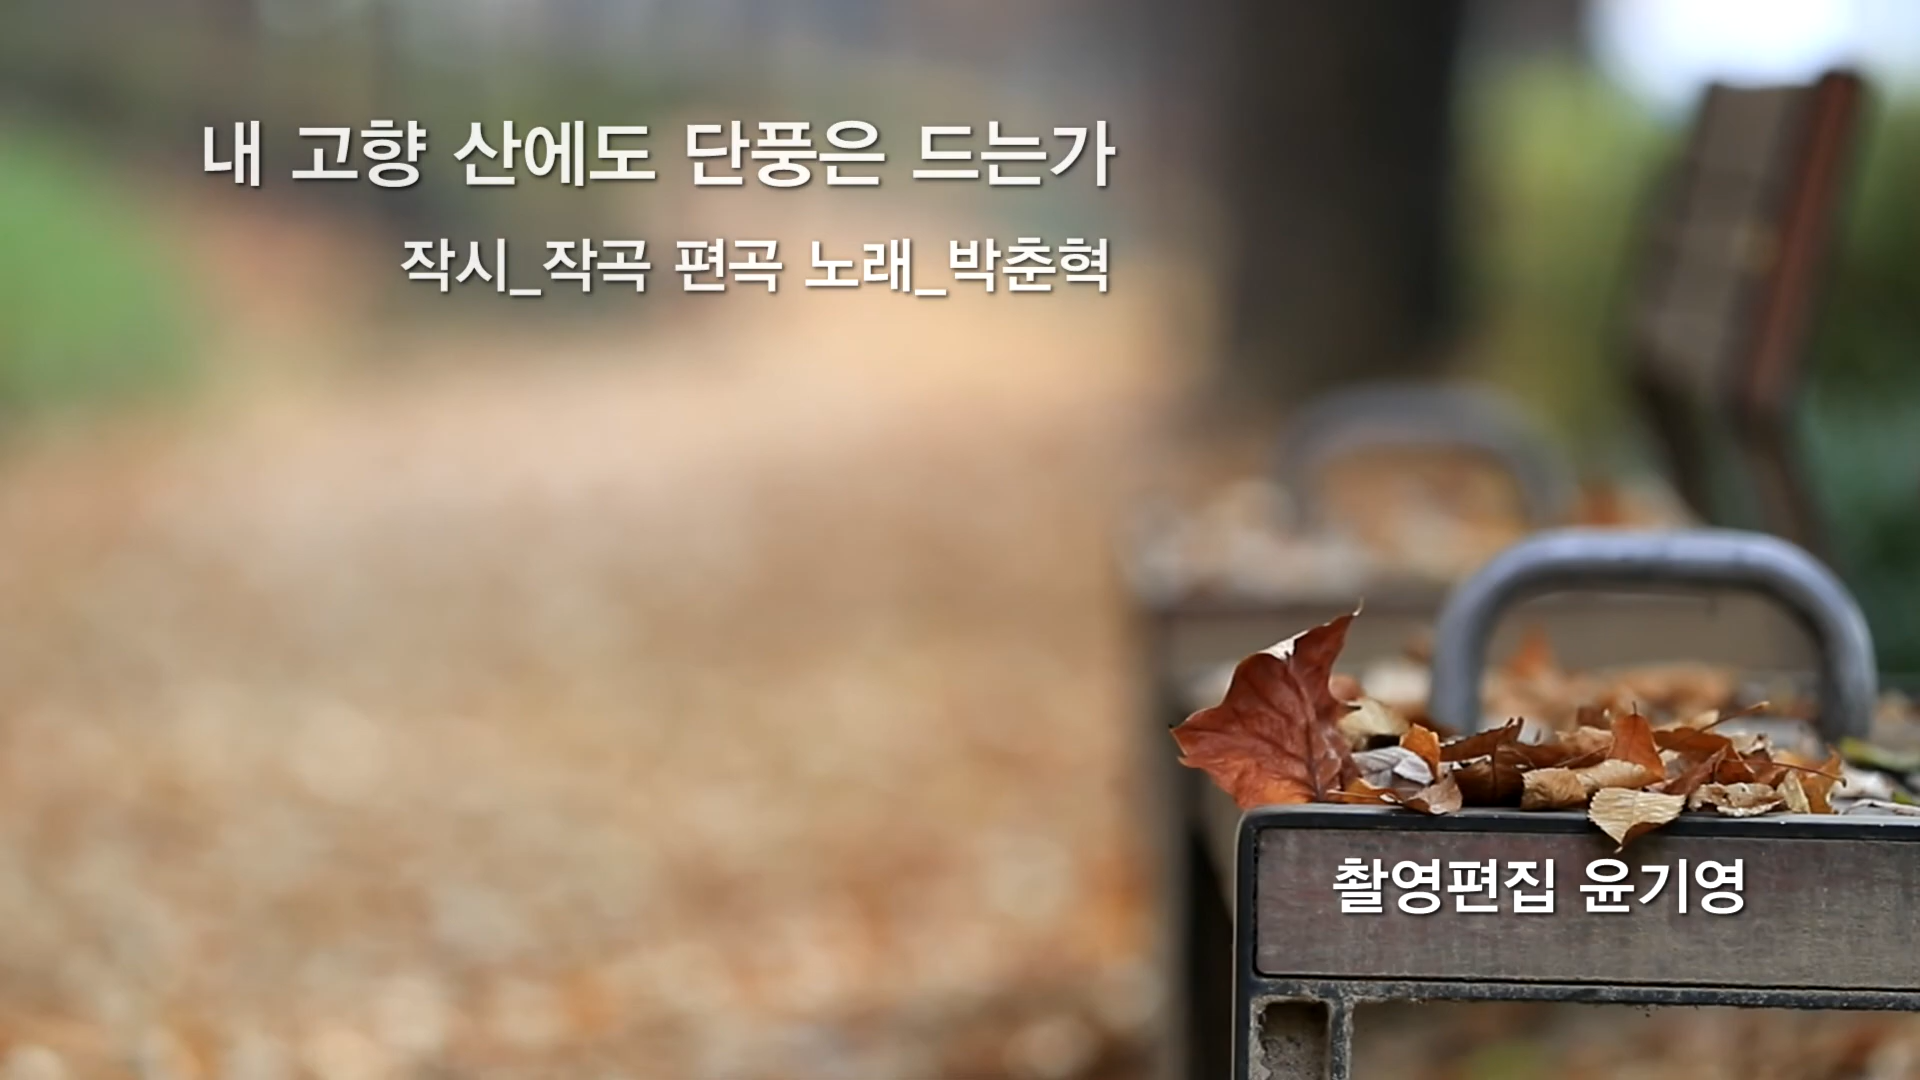 내 고향 산에도 단풍은 드는가
작시_작곡 편곡 노래_박춘혁
촬영편집 윤기영